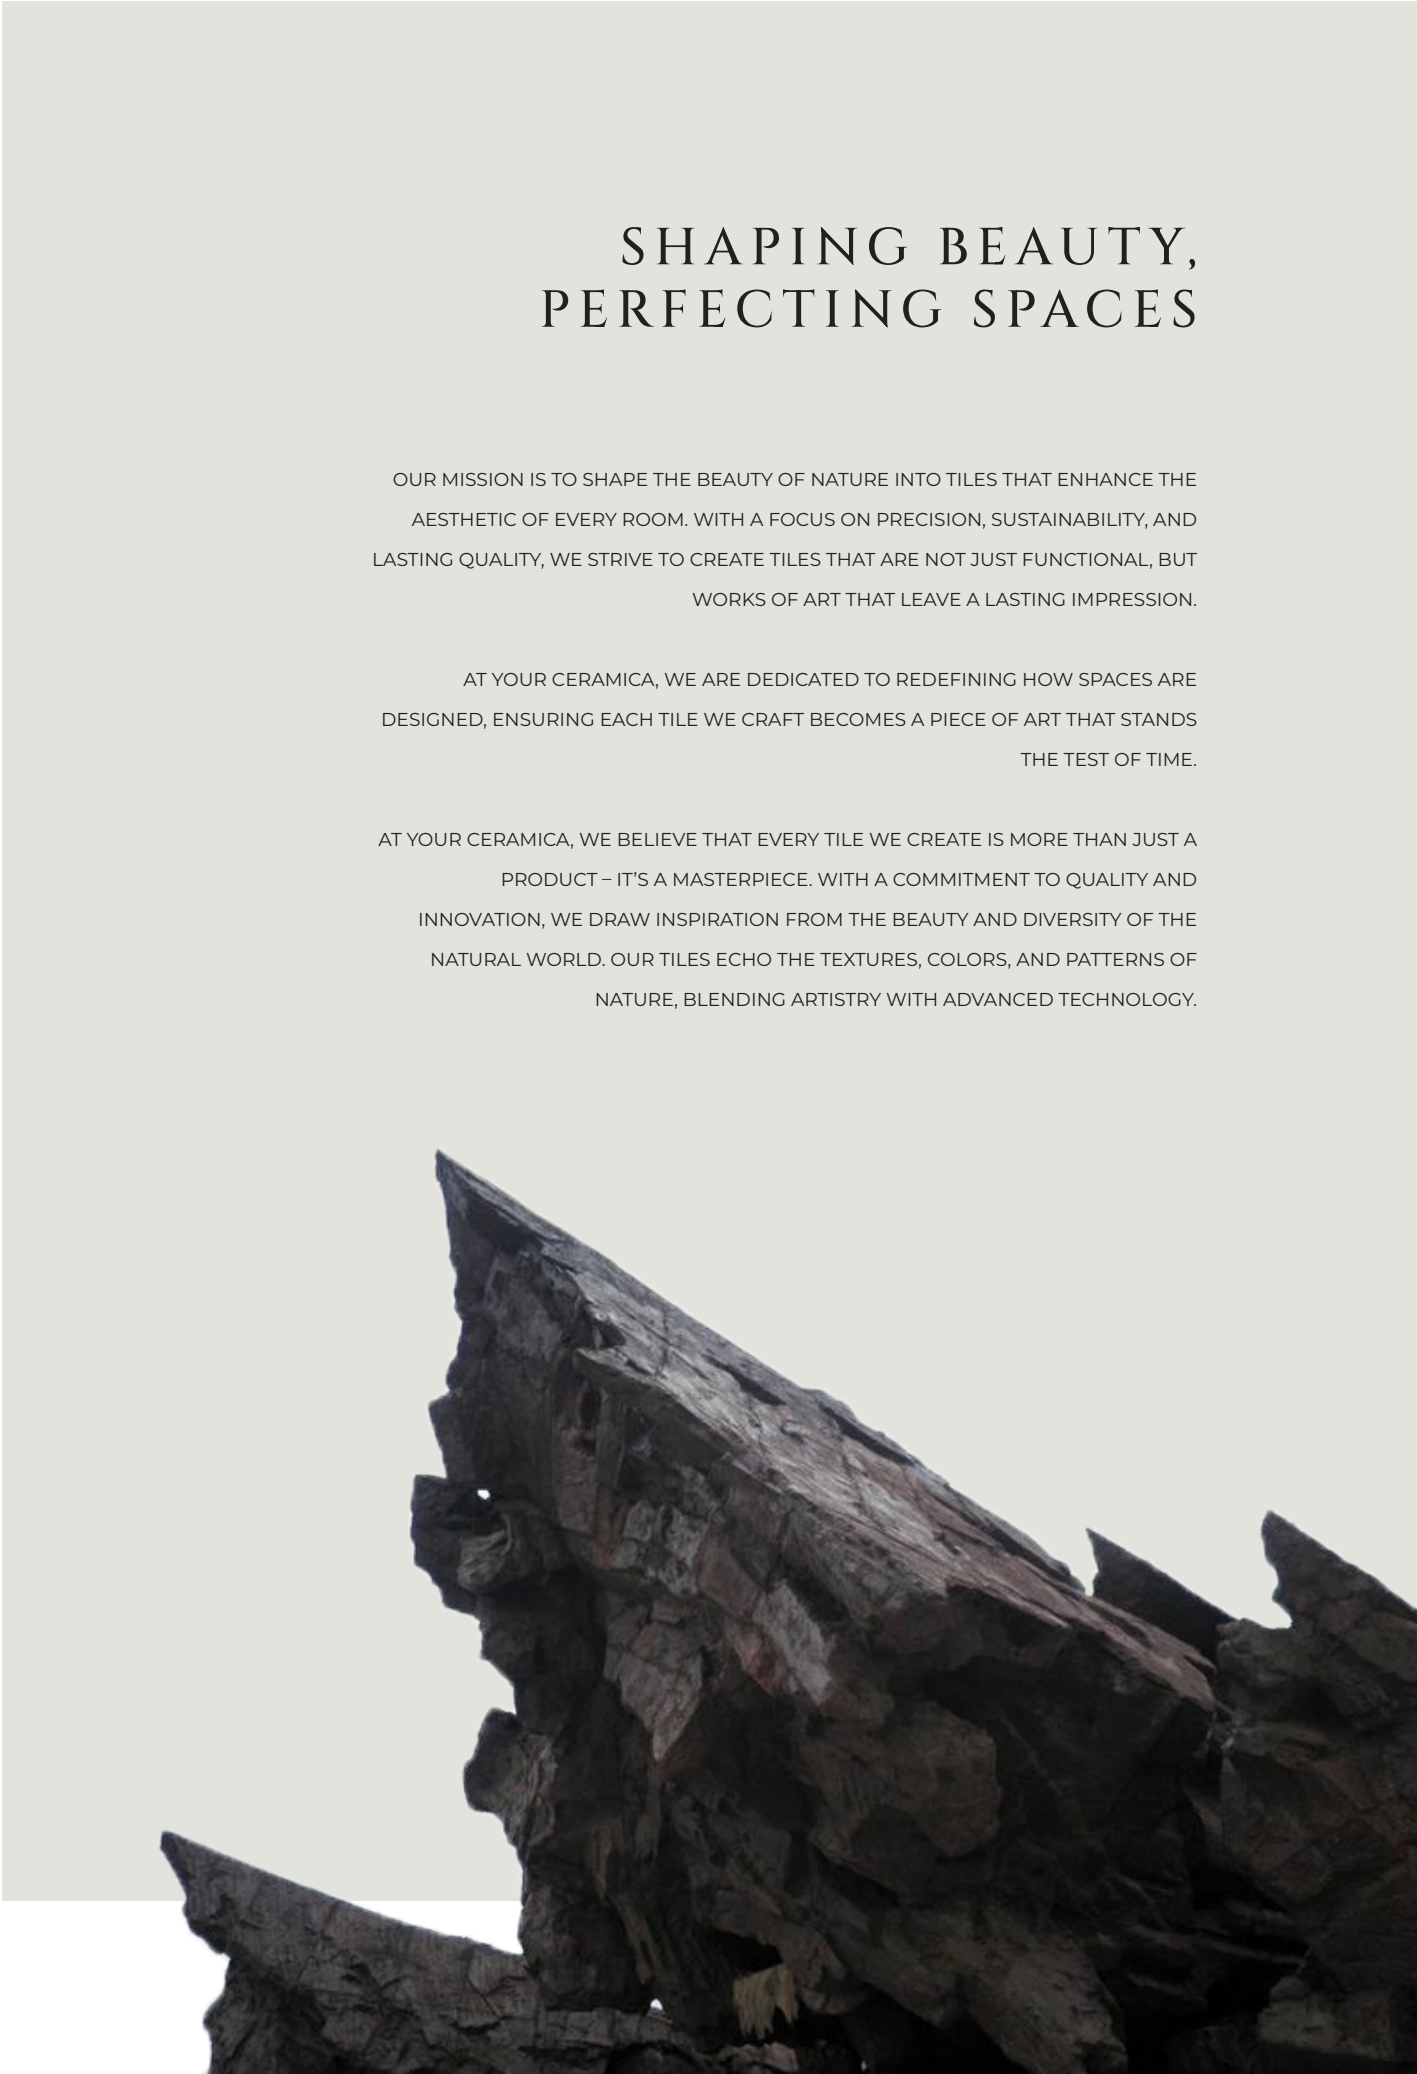 SHAPING BEAUTY,
PERFECTING SPACES
OUR MISSION IS TO SHAPE THE BEAUTY OF NATURE INTO TILES THAT ENHANCE THE
AESTHETIC OF EVERY ROOM. WITH A FOCUS ON PRECISION, SUSTAINABILITY, AND
LASTING QUALITY, WE STRIVE TO CREATE TILES THAT ARE NOT JUST FUNCTIONAL, BUT
WORKS OF ART THAT LEAVE A LASTING IMPRESSION.
AT YOUR CERAMICA, WE ARE DEDICATED TO REDEFINING HOW SPACES ARE
DESIGNED, ENSURING EACH TILE WE CRAFT BECOMES A PIECE OF ART THAT STANDS
THE TEST OF TIME.
AT YOUR CERAMICA, WE BELIEVE THAT EVERY TILE WE CREATE IS MORE THAN JUST A
PRODUCT – IT’S A MASTERPIECE. WITH A COMMITMENT TO QUALITY AND
INNOVATION, WE DRAW INSPIRATION FROM THE BEAUTY AND DIVERSITY OF THE
NATURAL WORLD. OUR TILES ECHO THE TEXTURES, COLORS, AND PATTERNS OF
NATURE, BLENDING ARTISTRY WITH ADVANCED TECHNOLOGY.